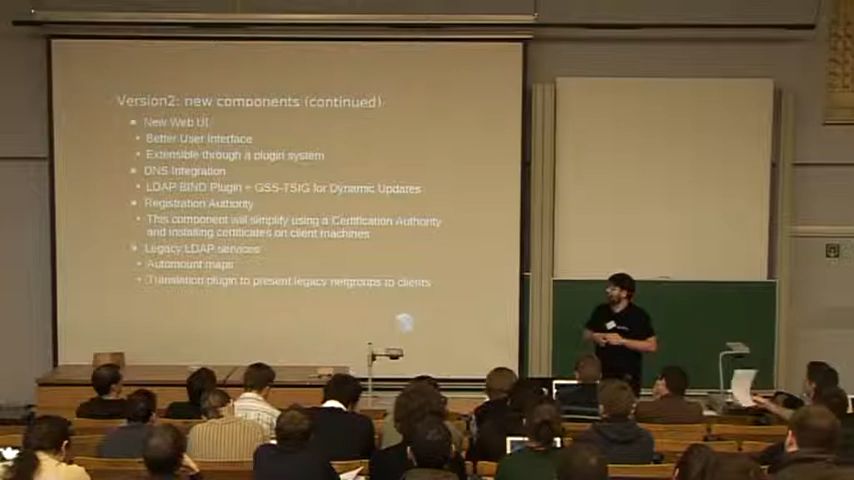 Version2: new components (continued)
New Web UI
Better User Interface
Extensible through a plugin system
DNS Integration
LDAP BIND Plugin + GSS-TSIG for Dynamic Updates
Registration Authority
This component will simplify using a Certification Authority
and installing certificates on client machines
Legacy LDAP services
Automount maps
Translation plugin to present legacy netgroups to clients